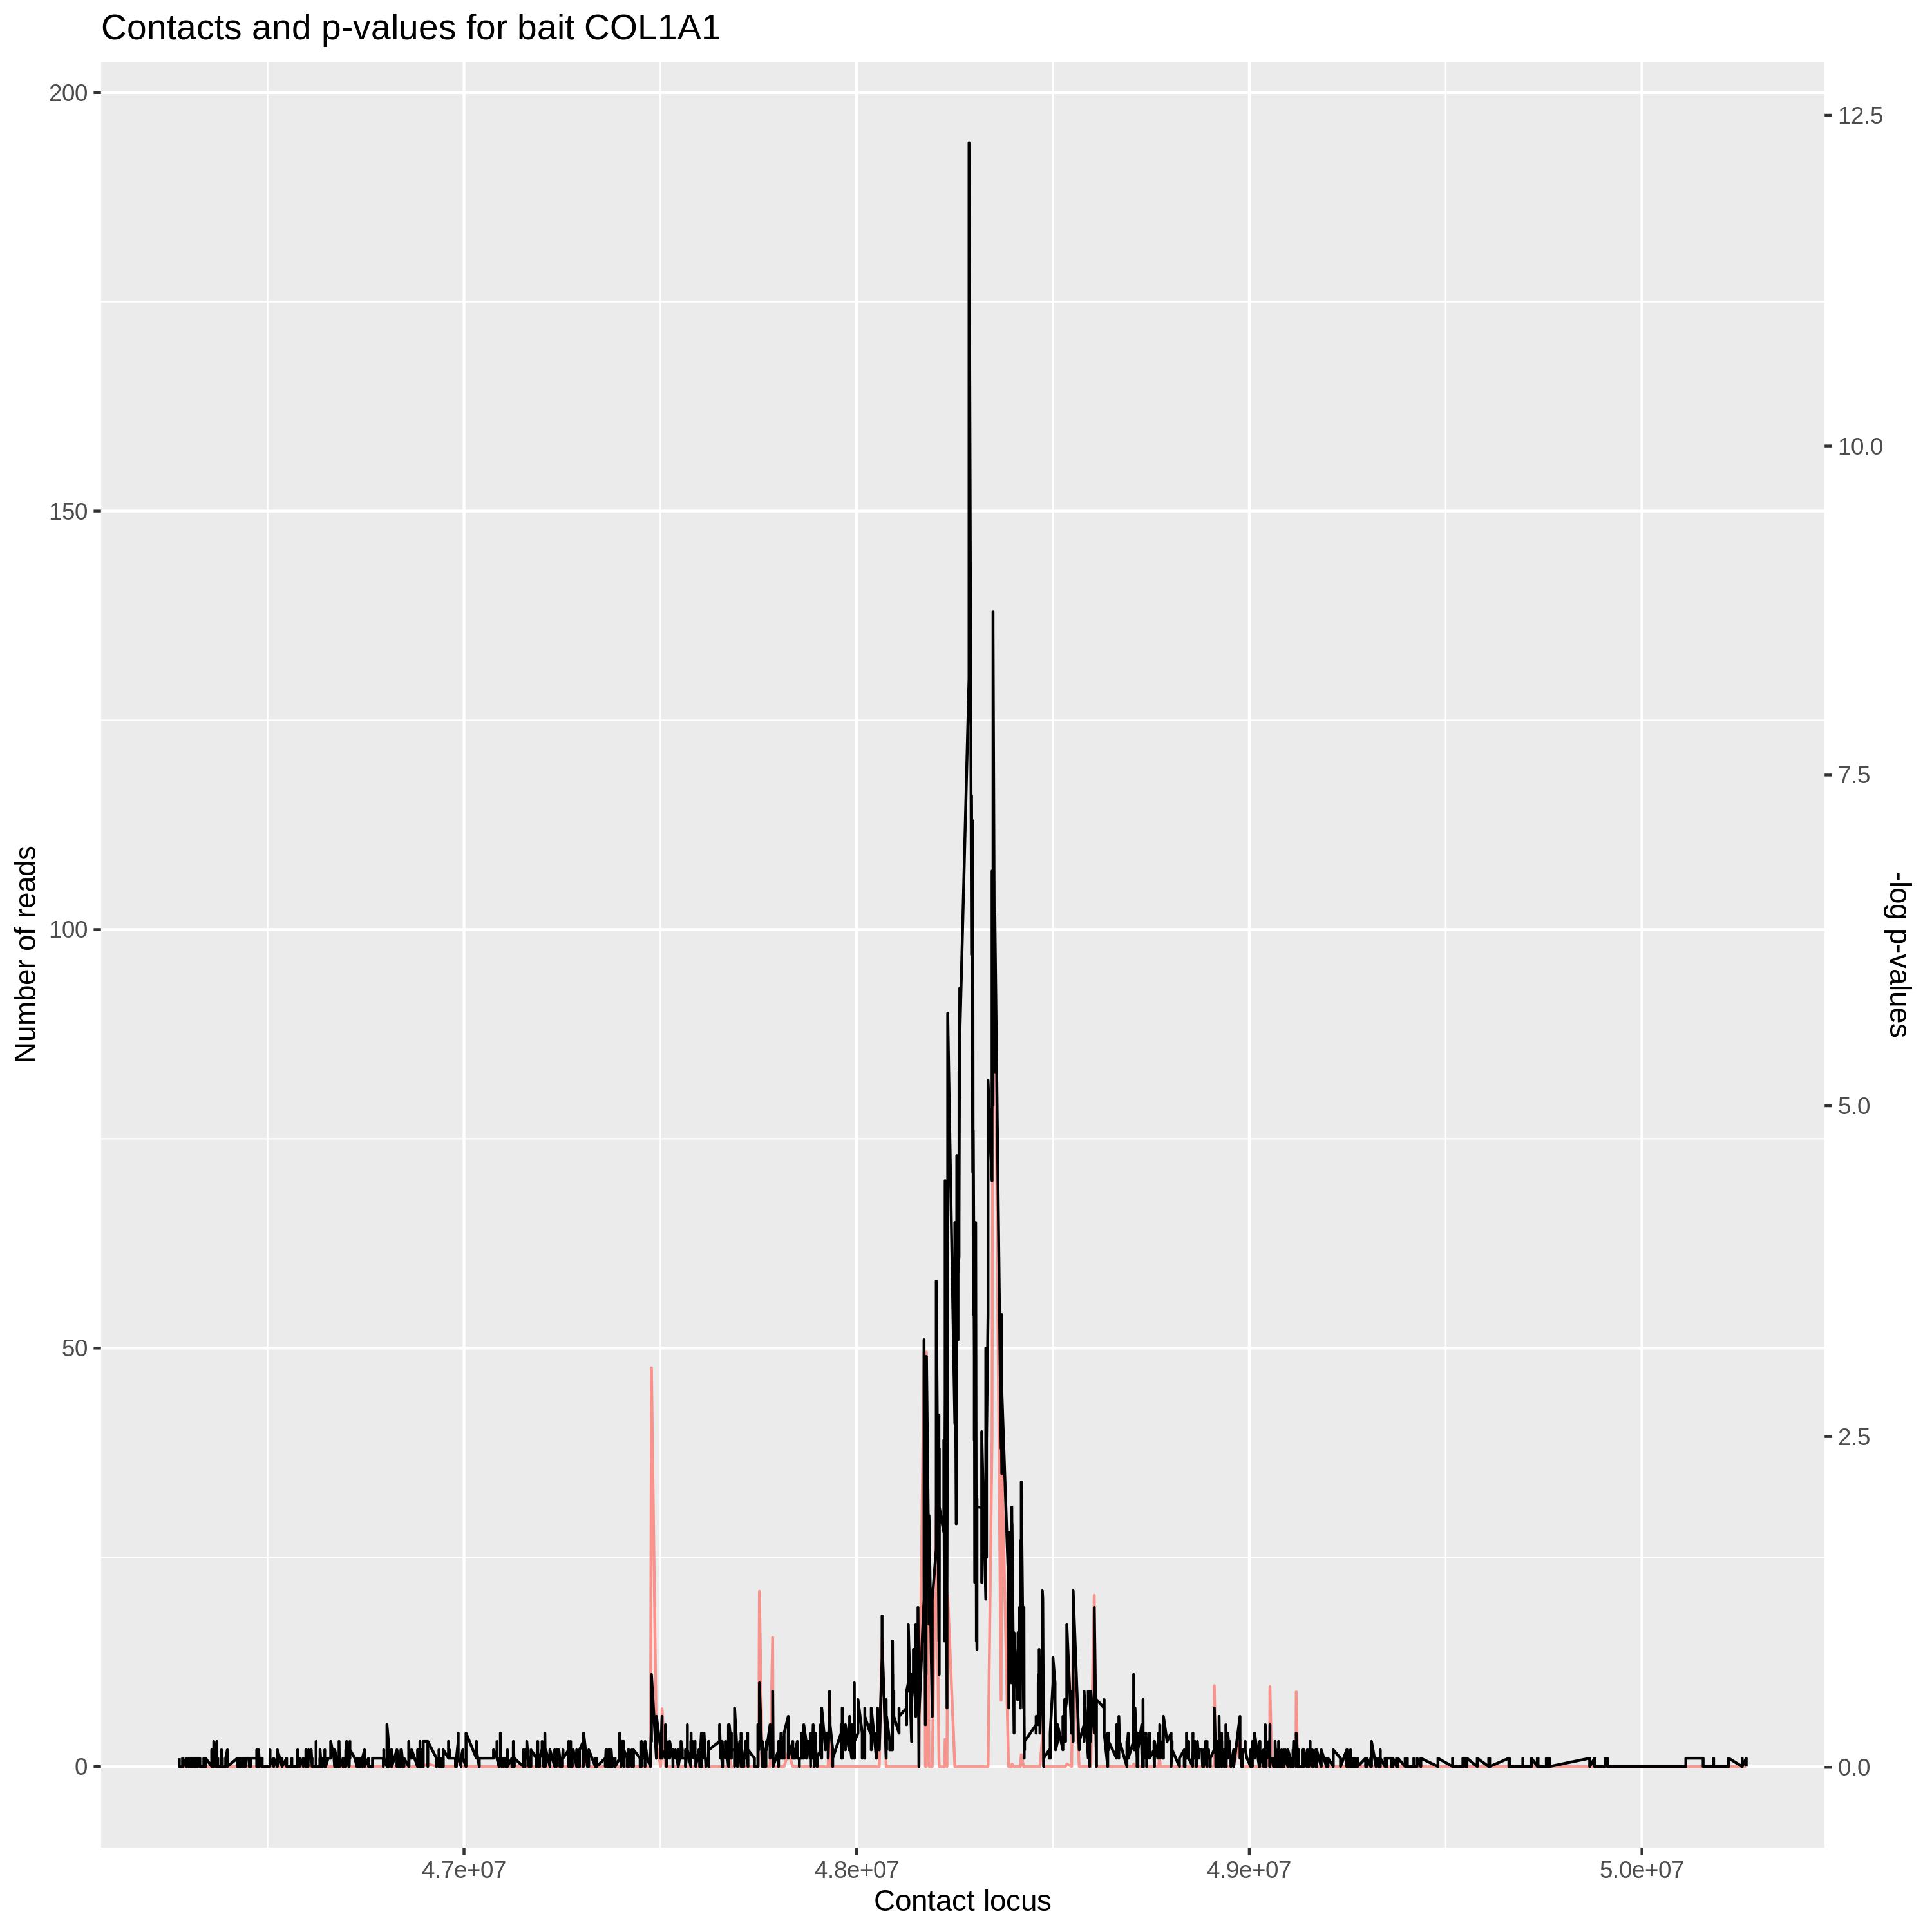 Contacts and p-values for bait COL1A1
200
150
100
50
0
Number of reads
12.5
10.0
7.5
5.0
2.5
0.0
-log p-values
4.7e+07
4.8e+07
4.9e+07
5.0e+07
Contact locus